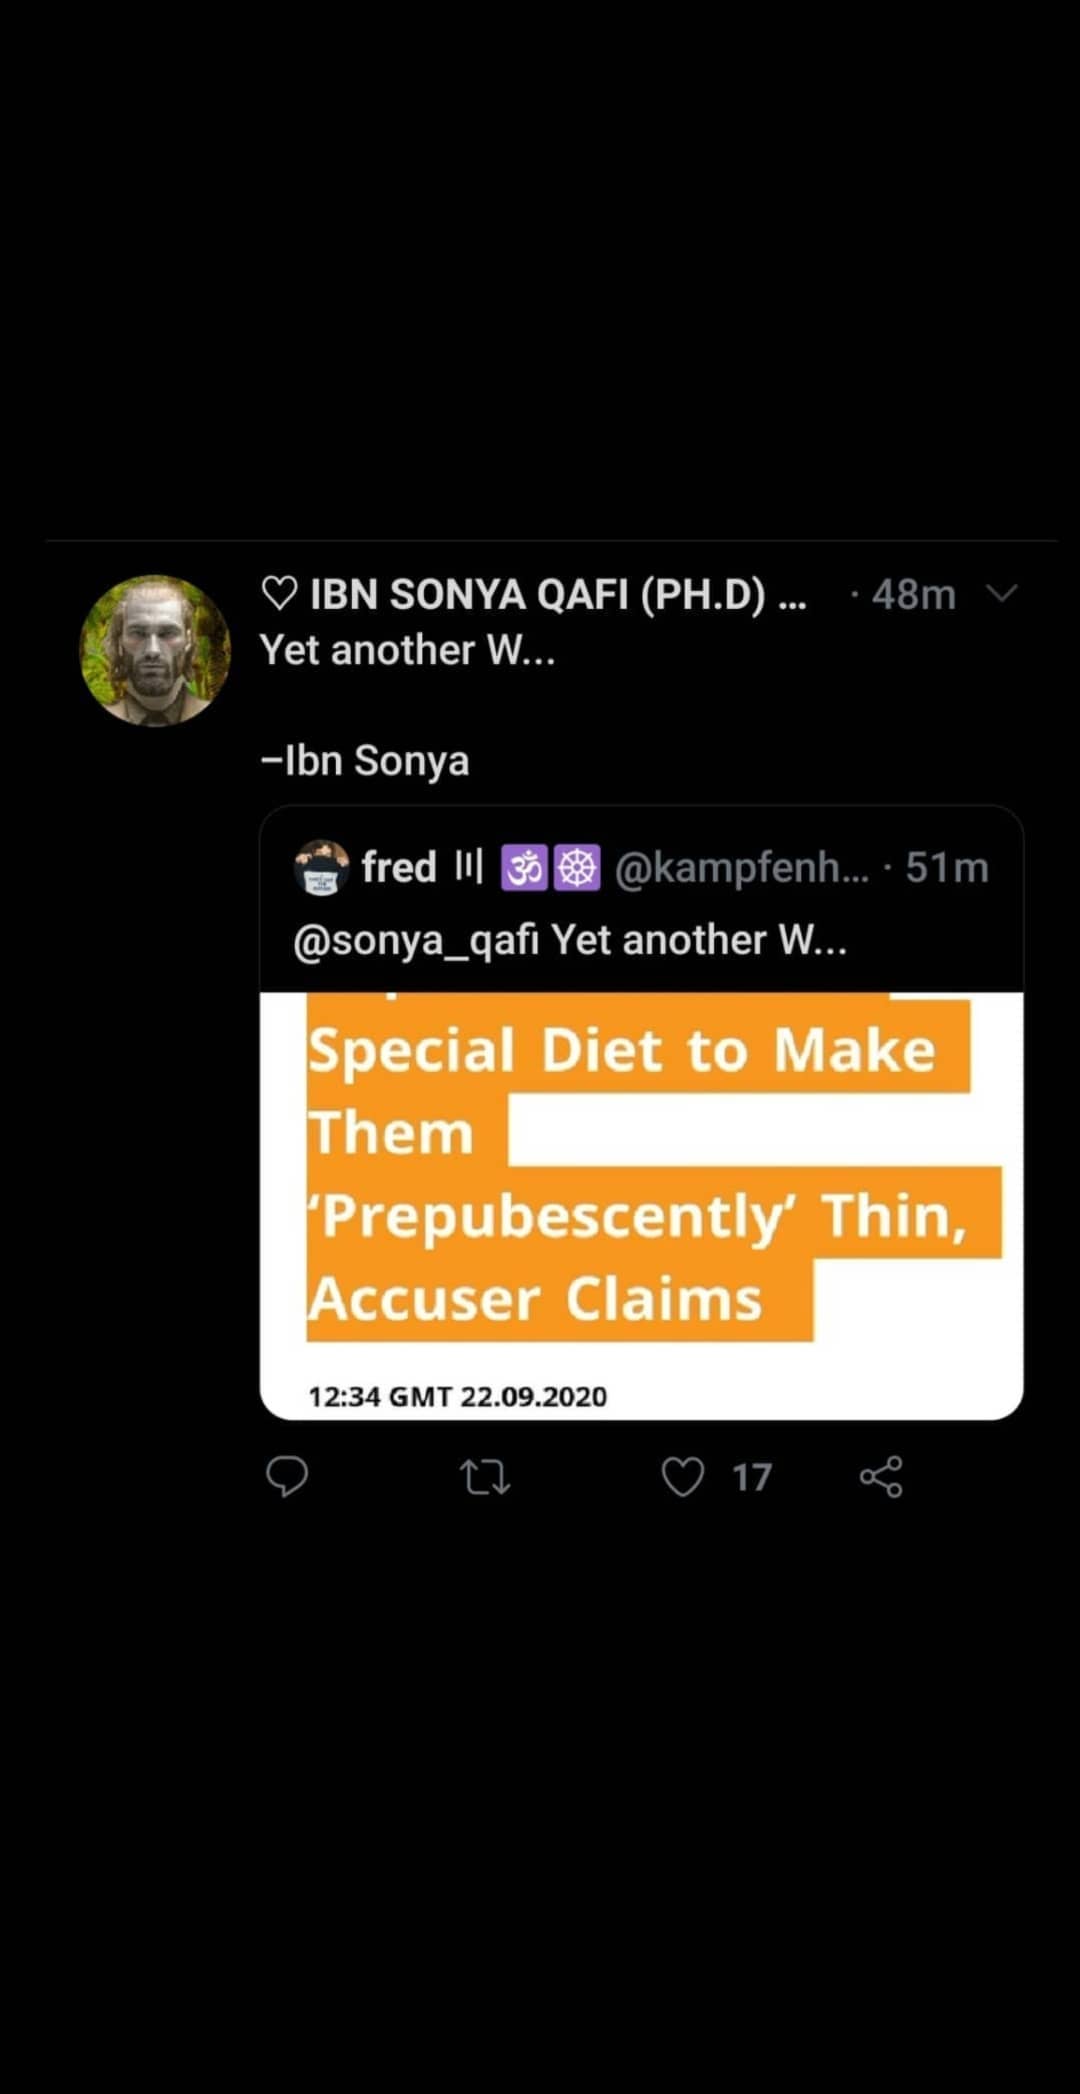 ♡ IBN SONYA QAFI (PH.D) ... · 48m
Yet another W...
–Ibn Sonya
fred 🕉☸ @kampfenh... · 51m
@sonya_qafi Yet another W...
Special Diet to Make
Them
‘Prepubescently’ Thin,
Accuser Claims
12:34 GMT 22.09.2020
17